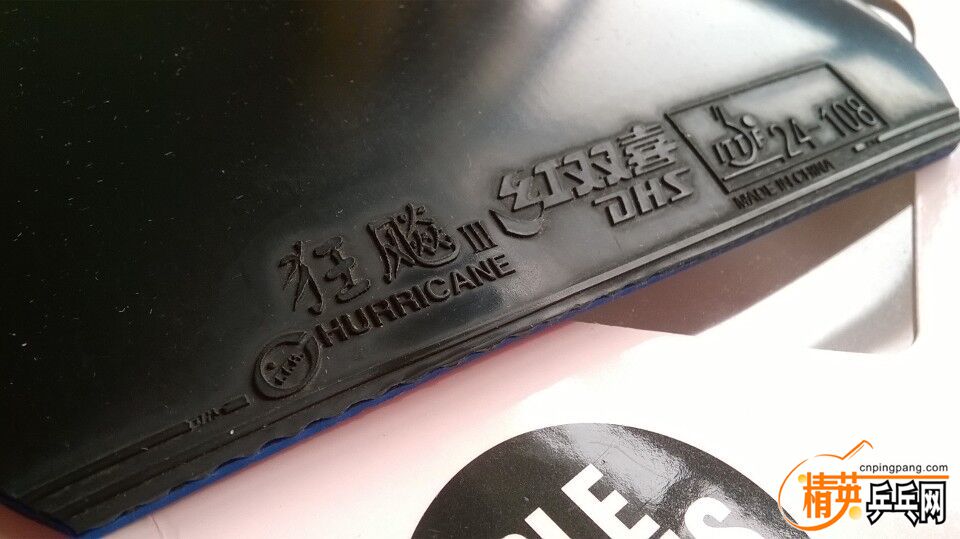 狂飚 III
HURRICANE
红双喜
DHS
ITTF 24-108
MADE IN CHINA
cnpingpang.com
精英乒乓网